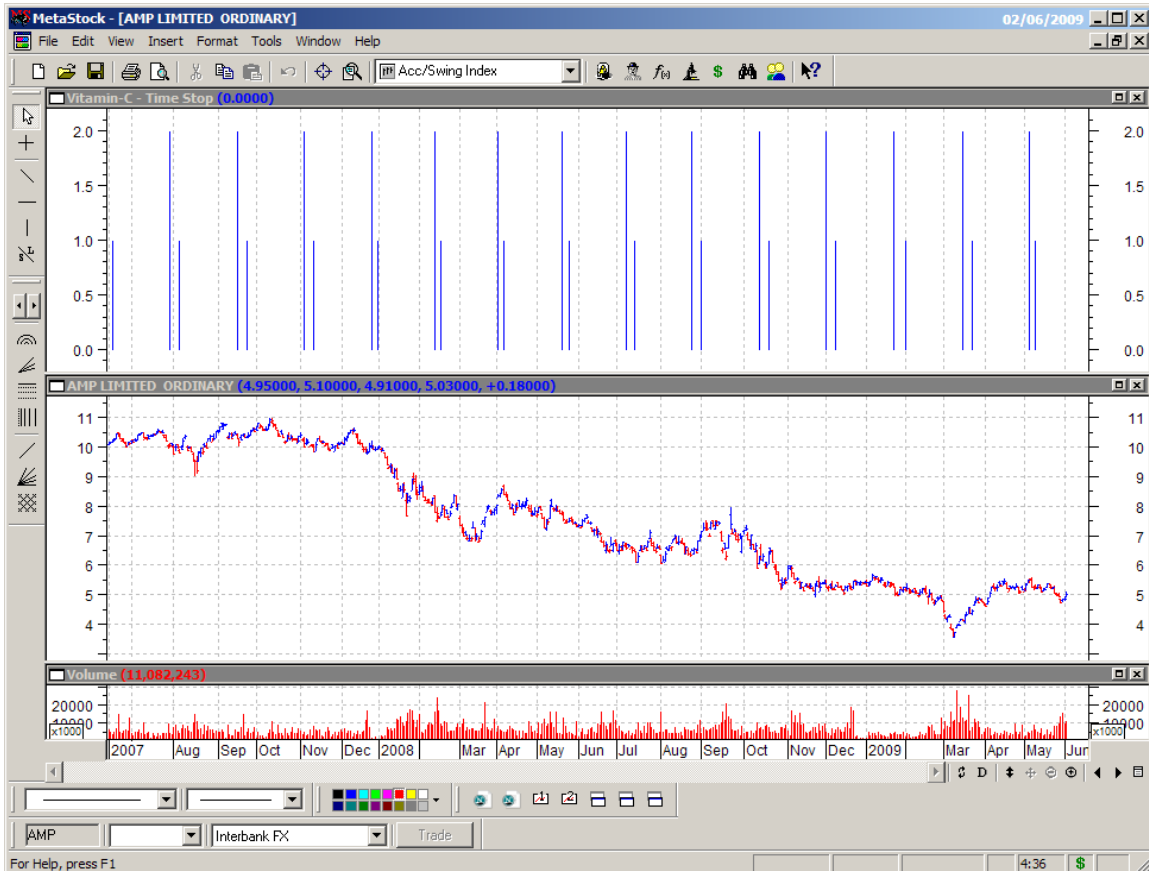 MetaStock - [AMP LIMITED ORDINARY] 02/06/2009
File Edit View Insert Format Tools Window Help
Acc/Swing Index
Vitamin-C - Time Stop (0.0000)
2.0 2.0
1.5 1.5
1.0 1.0
0.5 0.5
0.0 0.0
AMP LIMITED ORDINARY (4.95000, 5.10000, 4.91000, 5.03000, +0.18000)
11 11
10 10
9 9
8 8
7 7
6 6
5 5
4 4
Volume (11,082,243)
20000 20000
10000 10000
x1000 x1000
2007 Aug Sep Oct Nov Dec 2008 Mar Apr May Jun Jul Aug Sep Oct Nov Dec 2009 Mar Apr May Jun
D
AMP Interbank FX Trade
For Help, press F1 4:36 $